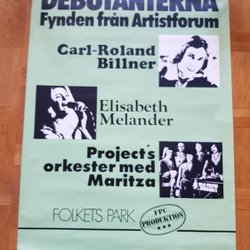 DEBUTANTERNA
Fynden från Artistforum
Carl-Roland
Billner
Elisabeth
Melander
Project's
orkester med
Maritza
FOLKETS PARK
FPC
PRODUKTION
★★★